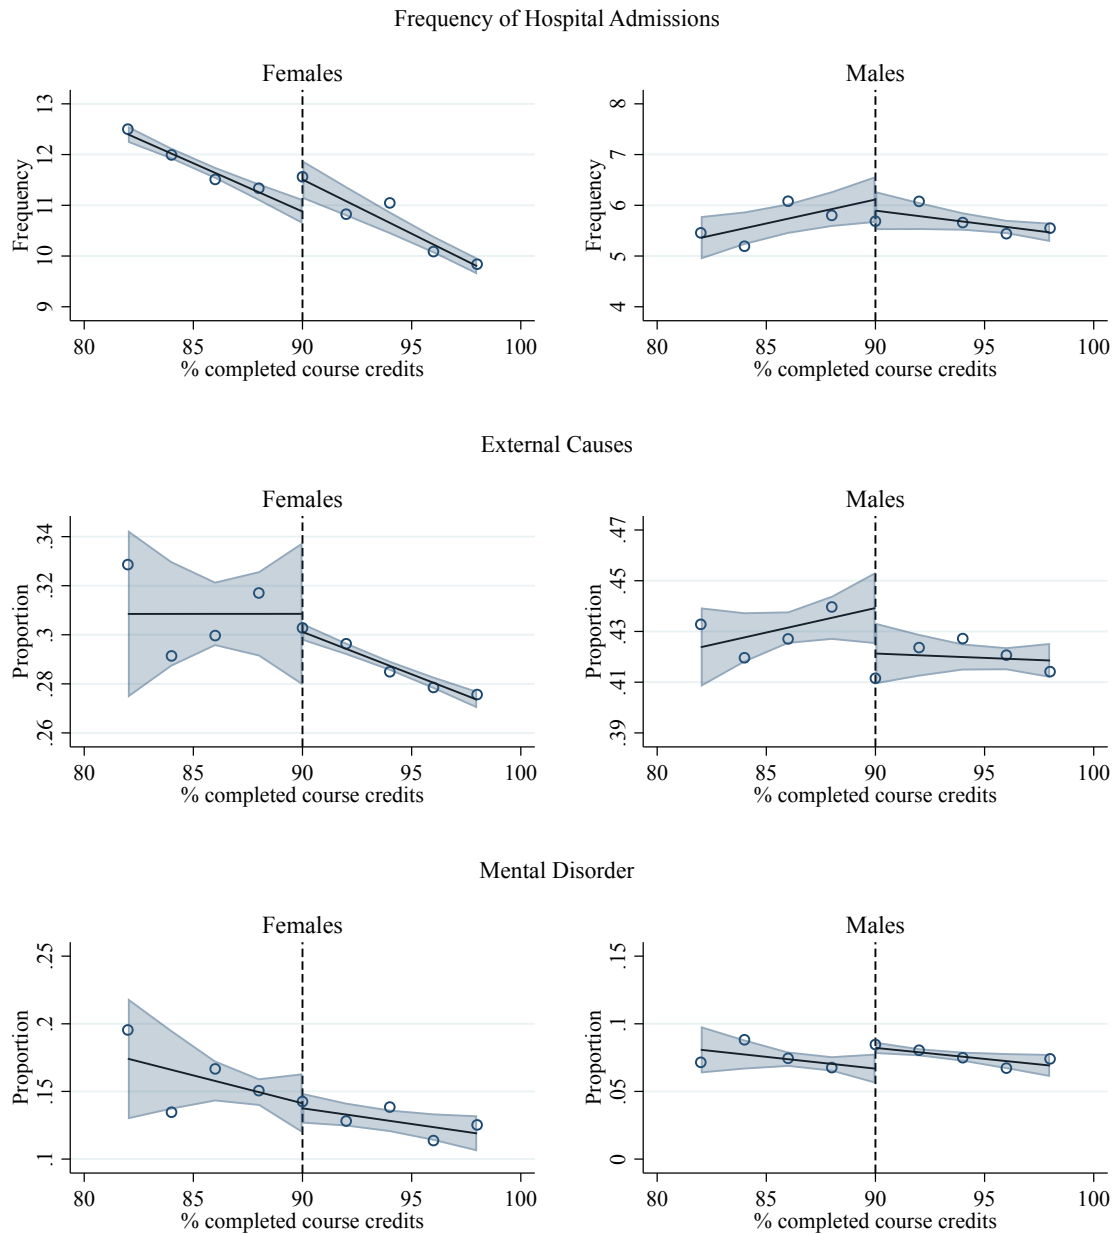 Frequency of Hospital Admissions
Females
Males
Frequency
13
12
11
10
9
80 85 90 95 100
% completed course credits
Frequency
8
7
6
5
4
80 85 90 95 100
% completed course credits
External Causes
Females
Males
Proportion
.34
.32
.3
.28
.26
80 85 90 95 100
% completed course credits
Proportion
.47
.45
.43
.41
.39
80 85 90 95 100
% completed course credits
Mental Disorder
Females
Males
Proportion
.25
.2
.15
.1
80 85 90 95 100
% completed course credits
Proportion
.15
.1
.05
0
80 85 90 95 100
% completed course credits